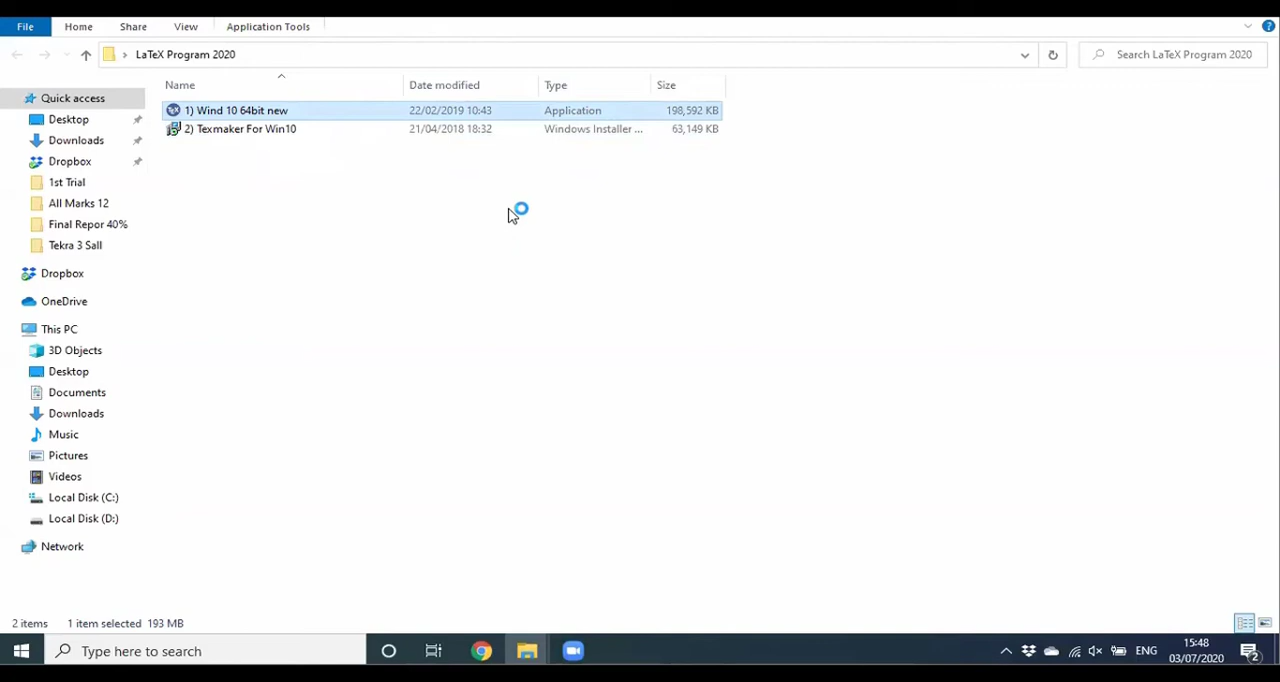 File Home Share View Application Tools
LaTeX Program 2020 Search LaTeX Program 2020
Name Date modified Type Size
Quick access
1) Wind 10 64bit new 22/02/2019 10:43 Application 198,592 KB
Desktop
2) Texmaker For Win10 21/04/2018 18:32 Windows Installer ... 63,149 KB
Downloads
Dropbox
1st Trial
All Marks 12
Final Repor 40%
Tekra 3 Sall
Dropbox
OneDrive
This PC
3D Objects
Desktop
Documents
Downloads
Music
Pictures
Videos
Local Disk (C:)
Local Disk (D:)
Network
2 items 1 item selected 193 MB
Type here to search ENG 15:48
03/07/2020 2